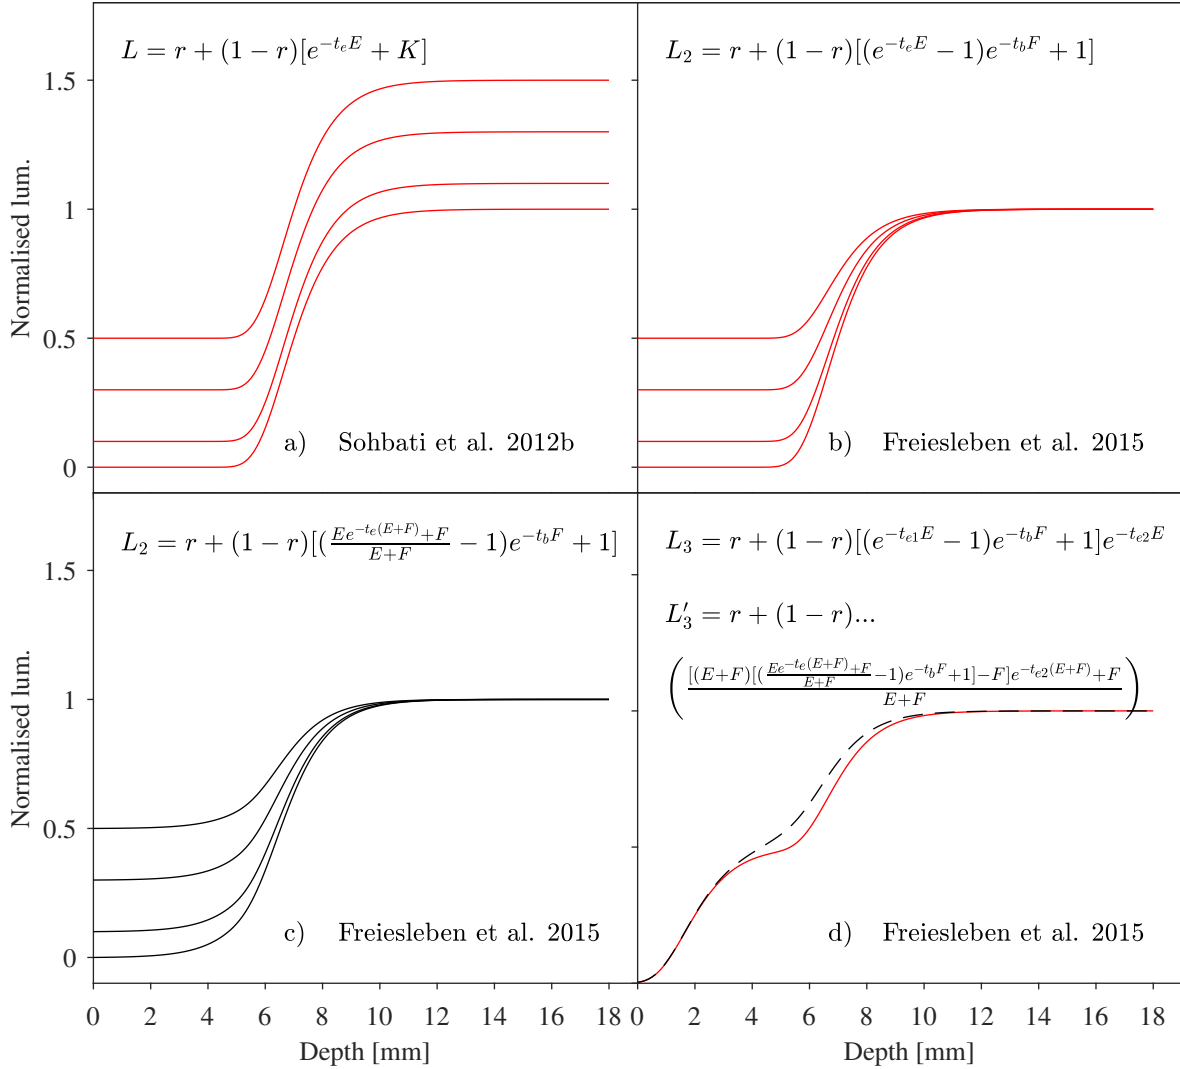 L = r + (1 − r)[e^{−t_e E} + K]
1.5
1
0.5
0
Normalised lum.
a) Sohbati et al. 2012b
L_2 = r + (1 − r)[(e^{−t_e E} − 1)e^{−t_b F} + 1]
b) Freiesleben et al. 2015
L_2 = r + (1 − r)[(\frac{Ee^{−t_e(E+F)}+F}{E+F} − 1)e^{−t_b F} + 1]
1.5
1
0.5
0
Normalised lum.
c) Freiesleben et al. 2015
0 2 4 6 8 10 12 14 16 18
Depth [mm]
L_3 = r + (1 − r)[(e^{−t_{e1} E} − 1)e^{−t_b F} + 1]e^{−t_{e2} E}
L'_3 = r + (1 − r)...
(\frac{[(E+F)[(\frac{Ee^{−t_e(E+F)}+F}{E+F}−1)e^{−t_b F}+1]−F]e^{−t_{e2}(E+F)}+F}{E+F})
d) Freiesleben et al. 2015
0 2 4 6 8 10 12 14 16 18
Depth [mm]